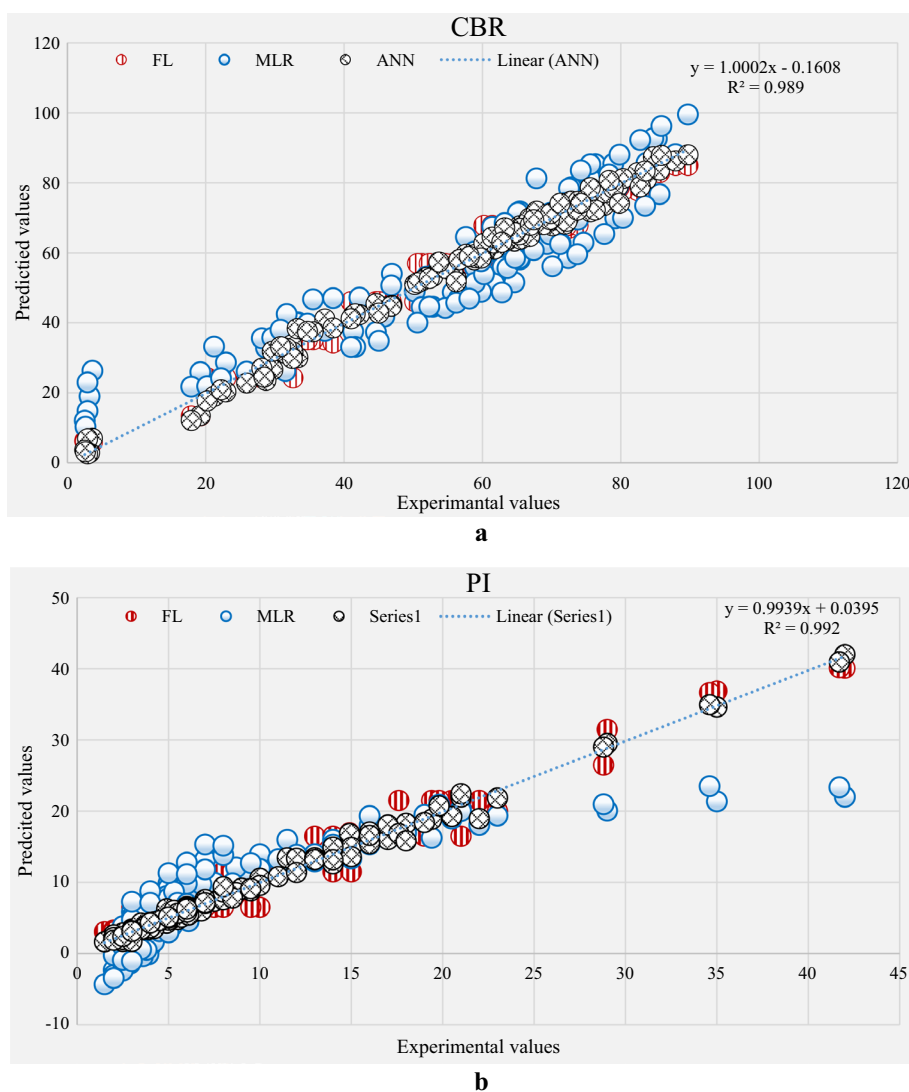 CBR
FL MLR ANN Linear (ANN)
y = 1.0002x - 0.1608
R² = 0.989
120
100
80
60
40
20
0
Predictied values
0 20 40 60 80 100 120
Experimantal values
a
PI
FL MLR Series1 Linear (Series1)
y = 0.9939x + 0.0395
R² = 0.992
50
40
30
20
10
0
-10
Predcited values
0 5 10 15 20 25 30 35 40 45
Experimental values
b